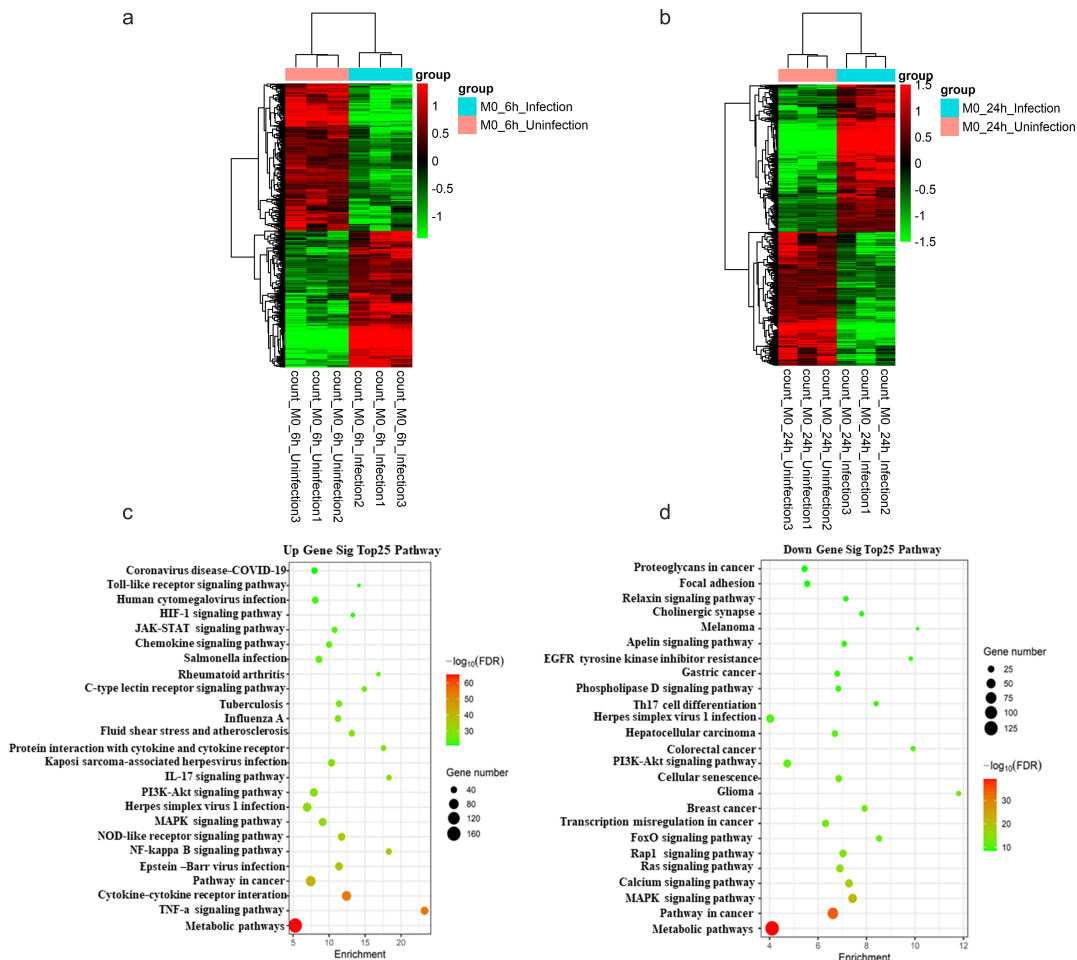 a
group
1
0.5
0
-0.5
-1
group
M0_6h_Infection
M0_6h_Uninfection
count_M0_6h_Uninfection3
count_M0_6h_Uninfection1
count_M0_6h_Uninfection2
count_M0_6h_Infection2
count_M0_6h_Infection1
count_M0_6h_Infection3
b
group
1.5
1
0.5
0
-0.5
-1
-1.5
group
M0_24h_Infection
M0_24h_Uninfection
count_M0_24h_Uninfection3
count_M0_24h_Uninfection1
count_M0_24h_Uninfection2
count_M0_24h_Infection3
count_M0_24h_Infection1
count_M0_24h_Infection2
c
Up Gene Sig Top25 Pathway
Coronavirus disease-COVID-19
Toll-like receptor signaling pathway
Human cytomegalovirus infection
HIF-1 signaling pathway
JAK-STAT signaling pathway
Chemokine signaling pathway
Salmonella infection
Rheumatoid arthritis
C-type lectin receptor signaling pathway
Tuberculosis
Influenza A
Fluid shear stress and atherosclerosis
Protein interaction with cytokine and cytokine receptor
Kaposi sarcoma-associated herpesvirus infection
IL-17 signaling pathway
PI3K-Akt signaling pathway
Herpes simplex virus 1 infection
MAPK signaling pathway
NOD-like receptor signaling pathway
NF-kappa B signaling pathway
Epstein –Barr virus infection
Pathway in cancer
Cytokine-cytokine receptor interation
TNF-a signaling pathway
Metabolic pathways
5
10
15
20
Enrichment
−log10(FDR)
60
50
40
30
Gene number
40
80
120
160
d
Down Gene Sig Top25 Pathway
Proteoglycans in cancer
Focal adhesion
Relaxin signaling pathway
Cholinergic synapse
Melanoma
Apelin signaling pathway
EGFR tyrosine kinase inhibitor resistance
Gastric cancer
Phospholipase D signaling pathway
Th17 cell differentiation
Herpes simplex virus 1 infection
Hepatocellular carcinoma
Colorectal cancer
PI3K-Akt signaling pathway
Cellular senescence
Glioma
Breast cancer
Transcription misregulation in cancer
FoxO signaling pathway
Rap1 signaling pathway
Ras signaling pathway
Calcium signaling pathway
MAPK signaling pathway
Pathway in cancer
Metabolic pathways
4
6
8
10
12
Enrichment
Gene number
25
50
75
100
125
−log10(FDR)
30
20
10